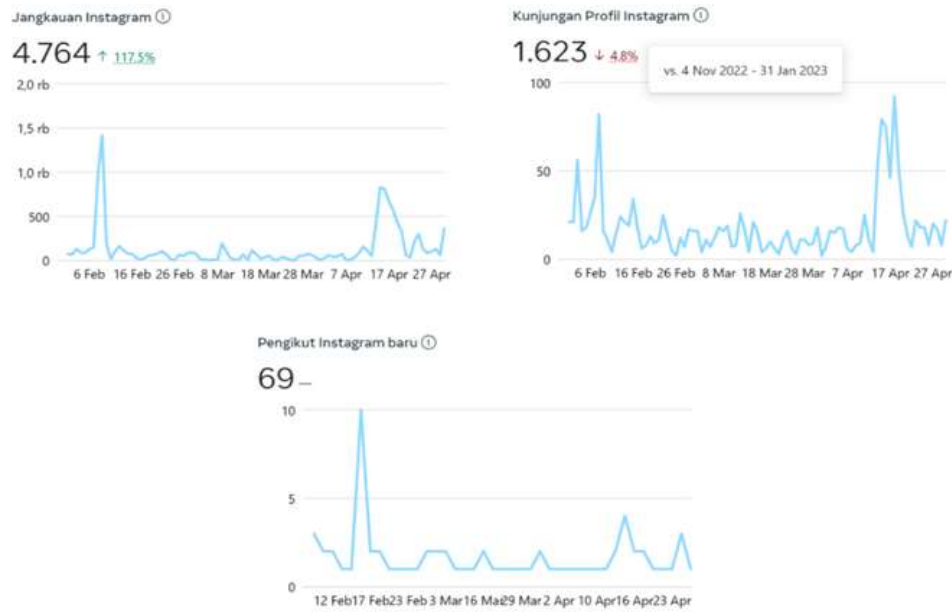 Jangkauan Instagram
4.764 ↑ 117.5%
2,0 rb
1,5 rb
1,0 rb
500
0
6 Feb 16 Feb 26 Feb 8 Mar 18 Mar 28 Mar 7 Apr 17 Apr 27 Apr
Kunjungan Profil Instagram
1.623 ↓ 4.8%
vs. 4 Nov 2022 - 31 Jan 2023
100
50
0
6 Feb 16 Feb 26 Feb 8 Mar 18 Mar 28 Mar 7 Apr 17 Apr 27 Apr
Pengikut Instagram baru
69 —
10
5
0
12 Feb 17 Feb 23 Feb 3 Mar 16 Mar 29 Mar 2 Apr 10 Apr 16 Apr 23 Apr